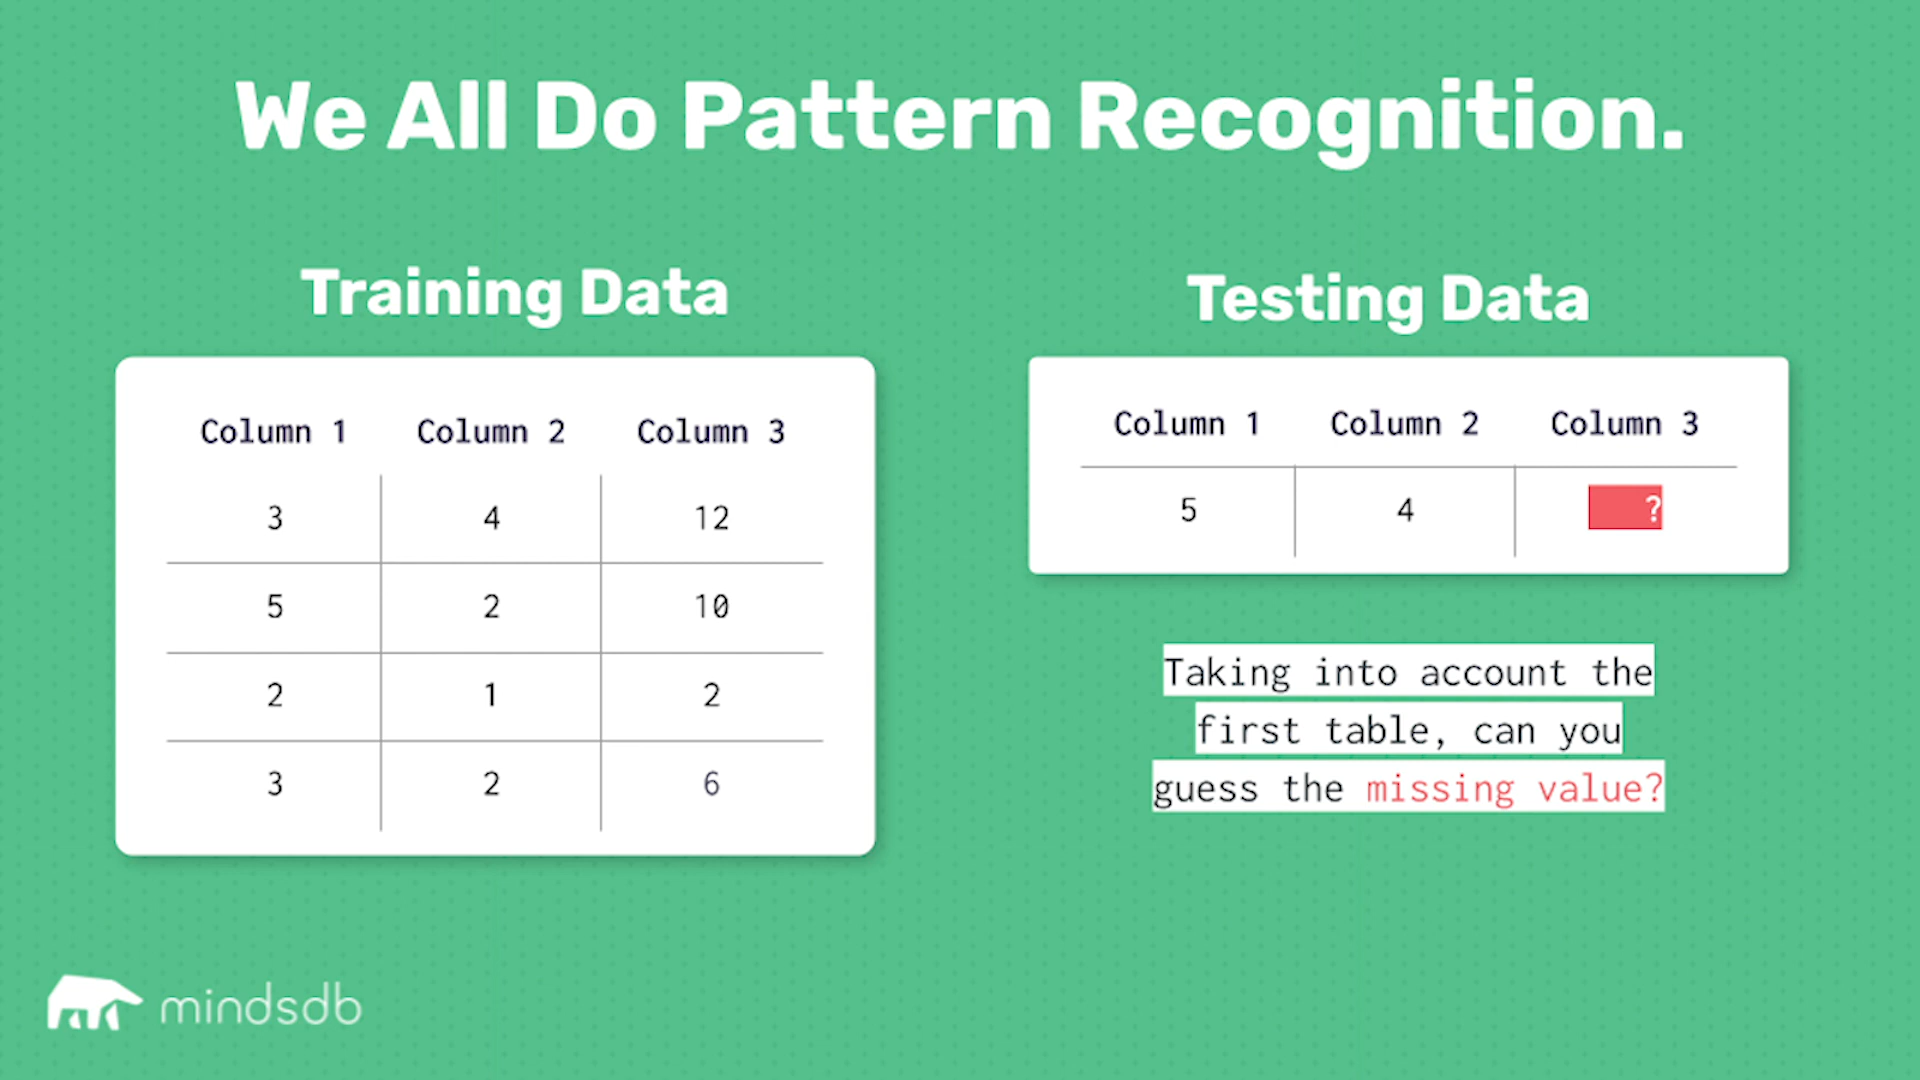 We All Do Pattern Recognition.
Training Data
Column 1 Column 2 Column 3
3 4 12
5 2 10
2 1 2
3 2 6
Testing Data
Column 1 Column 2 Column 3
5 4 ?
Taking into account the
first table, can you
guess the missing value?
mindsdb